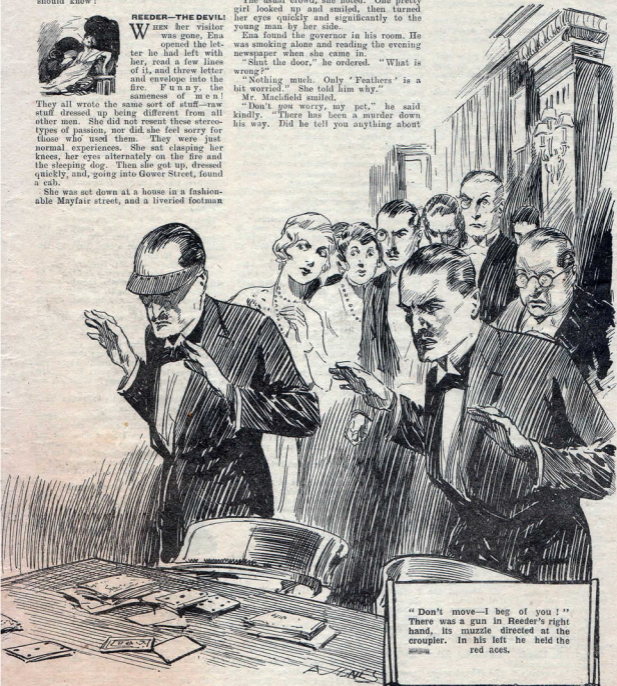 should know?
REEDER—THE DEVIL!
WHEN her visitor
was gone, Ena
opened the let-
ter he had left with
her, read a few lines
of it, and threw letter
and envelope into the
fire. Funny, the
sameness of men!
They all wrote the same sort of stuff—raw
stuff dressed up being different from all
other men. She did not resent these stereo-
types of passion, nor did she feel sorry for
those who used them. They were just
normal experiences. She sat clasping her
knees, her eyes alternately on the fire and
the sleeping dog. Then she got up, dressed
quickly, and, going into Gower Street, found
a cab.
She was set down at a house in a fashion-
able Mayfair street, and a liveried footman
The usual crowd, she noted. One pretty
girl looked up and smiled, then turned
her eyes quickly and significantly to the
young man by her side.
Ena found the governor in his room. He
was smoking alone and reading the evening
newspaper when she came in.
"Shut the door," he ordered. "What is
wrong?"
"Nothing much. Only 'Feathers' is a
bit worried." She told him why."
Mr. Machfield smiled.
"Don't you worry, my pet," he said
kindly. "There has been a murder down
his way. Did he tell you anything about
"Don't move—I beg of you!"
There was a gun in Reeder's right
hand, its muzzle directed at the
croupier. In his left he held the
red aces.